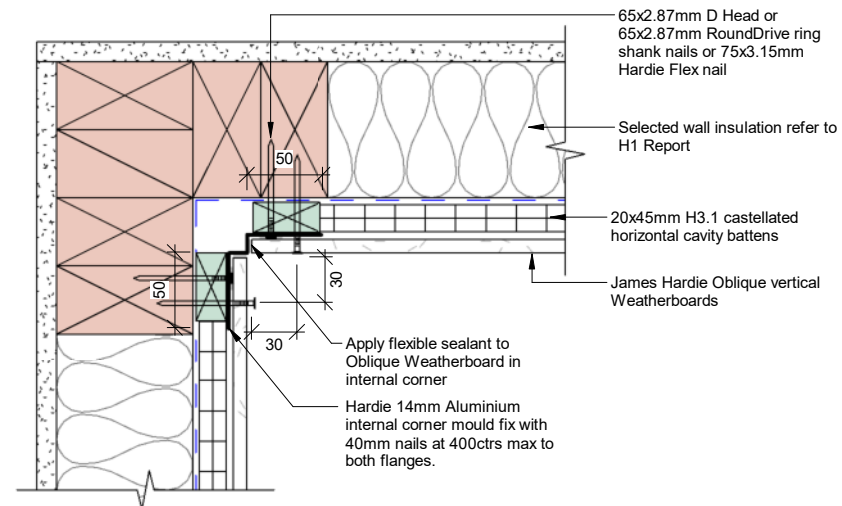 65x2.87mm D Head or
65x2.87mm RoundDrive ring
shank nails or 75x3.15mm
Hardie Flex nail
50
Selected wall insulation refer to
H1 Report
20x45mm H3.1 castellated
horizontal cavity battens
James Hardie Oblique vertical
Weatherboards
50
30
30
Apply flexible sealant to
Oblique Weatherboard in
internal corner
Hardie 14mm Aluminium
internal corner mould fix with
40mm nails at 400ctrs max to
both flanges.